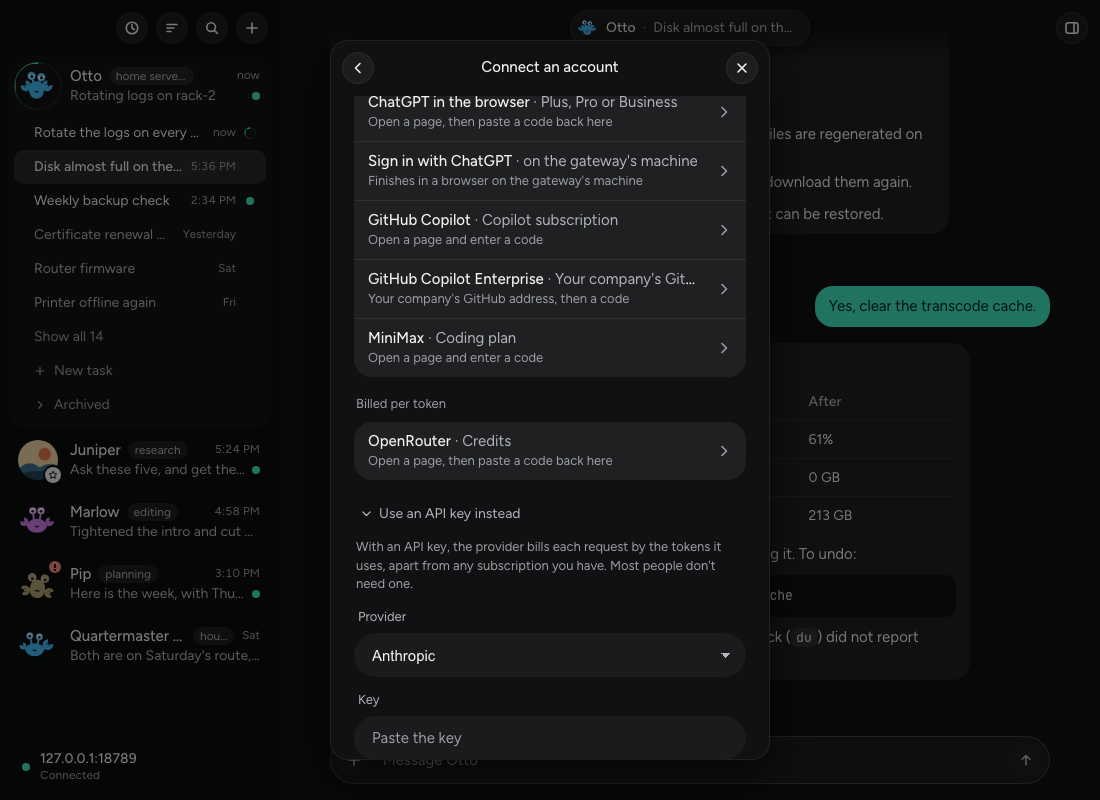 Otto home serve... now
Rotating logs on rack-2
Rotate the logs on every ... now
Disk almost full on the... 5:36 PM
Weekly backup check 2:34 PM
Certificate renewal ... Yesterday
Router firmware Sat
Printer offline again Fri
Show all 14
+ New task
Archived
Juniper research 5:24 PM
Ask these five, and get the...
Marlow editing 4:58 PM
Tightened the intro and cut ...
Pip planning 3:10 PM
Here is the week, with Thu...
Quartermaster ... hou... Sat
Both are on Saturday's route,...
127.0.0.1:18789
Connected
Otto · Disk almost full on th...
Connect an account
ChatGPT in the browser · Plus, Pro or Business
Open a page, then paste a code back here
Sign in with ChatGPT · on the gateway's machine
Finishes in a browser on the gateway's machine
GitHub Copilot · Copilot subscription
Open a page and enter a code
GitHub Copilot Enterprise · Your company's Git...
Your company's GitHub address, then a code
MiniMax · Coding plan
Open a page and enter a code
Billed per token
OpenRouter · Credits
Open a page, then paste a code back here
Use an API key instead
With an API key, the provider bills each request by the tokens it
uses, apart from any subscription you have. Most people don't
need one.
Provider
Anthropic
Key
Paste the key
are regenerated on
download them again.
can be restored.
Yes, clear the transcode cache.
After
61%
0 GB
213 GB
it. To undo:
(du) did not report
Message Otto